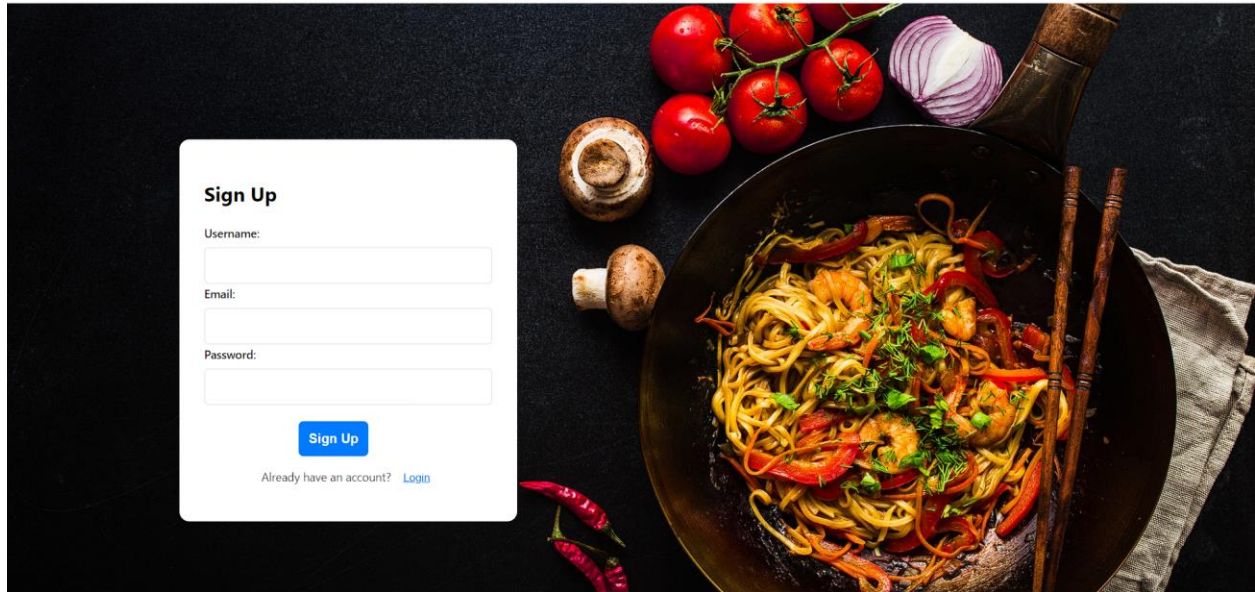 Sign Up
Username:
Email:
Password:
Sign Up
Already have an account? Login